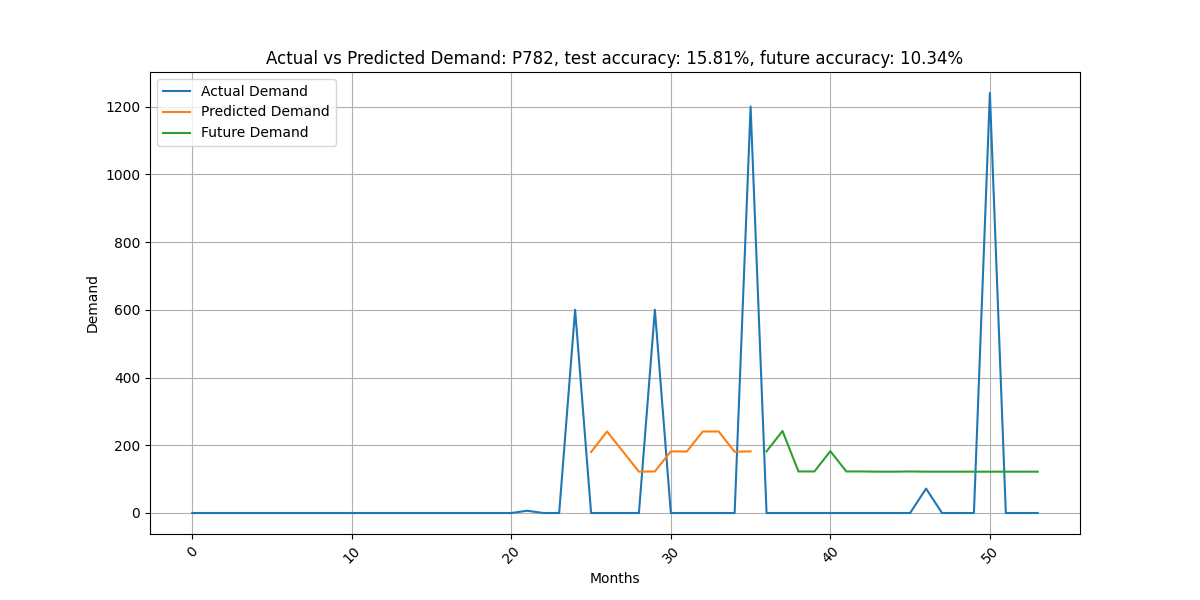 Actual vs Predicted Demand: P782, test accuracy: 15.81%, future accuracy: 10.34%
Actual Demand
Predicted Demand
Future Demand
1200
1000
800
600
400
200
0
Demand
0 10 20 30 40 50
Months